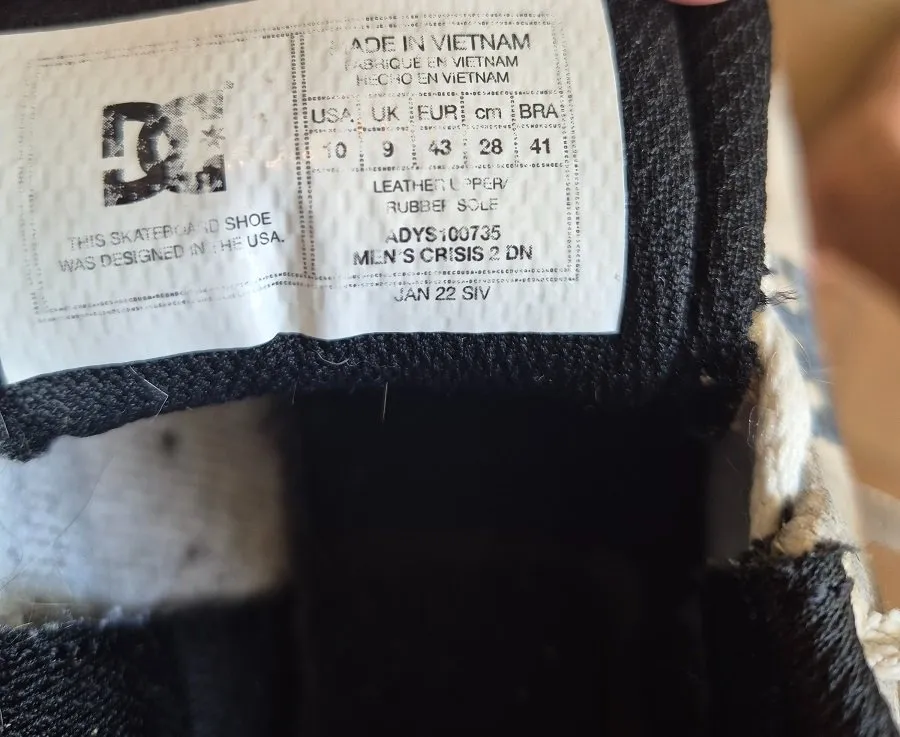 DC
THIS SKATEBOARD SHOE
WAS DESIGNED IN THE USA.
MADE IN VIETNAM
FABRIQUE EN VIETNAM
HECHO EN VIETNAM
USA UK EUR cm BRA
10 9 43 28 41
LEATHER UPPER/
RUBBER SOLE
ADYS100735
MEN'S CRISIS 2 DN
JAN 22 SIV